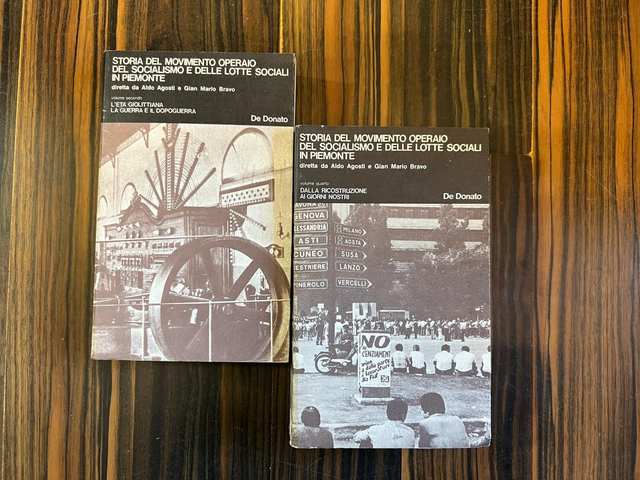 STORIA DEL MOVIMENTO OPERAIO
DEL SOCIALISMO E DELLE LOTTE SOCIALI
IN PIEMONTE
diretta da Aldo Agosti e Gian Mario Bravo
volume secondo
L'ETÀ GIOLITTIANA
LA GUERRA E IL DOPOGUERRA
De Donato
STORIA DEL MOVIMENTO OPERAIO
DEL SOCIALISMO E DELLE LOTTE SOCIALI
IN PIEMONTE
diretta da Aldo Agosti e Gian Mario Bravo
volume quarto
DALLA RICOSTRUZIONE
AI GIORNI NOSTRI
De Donato
GENOVA
LESSANDRIA
ASTI
CUNEO
ESTRIERE
PINEROLO
MILANO
AOSTA
SUSA
LANZO
VERCELLI
NO
CENZIAMENTI